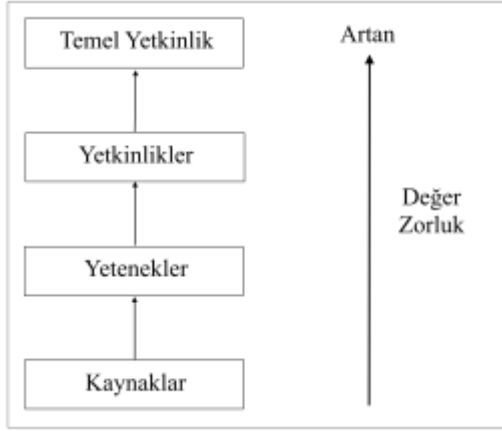 Temel Yetkinlik
Artan
Yetkinlikler
Değer
Zorluk
Yetenekler
Kaynaklar